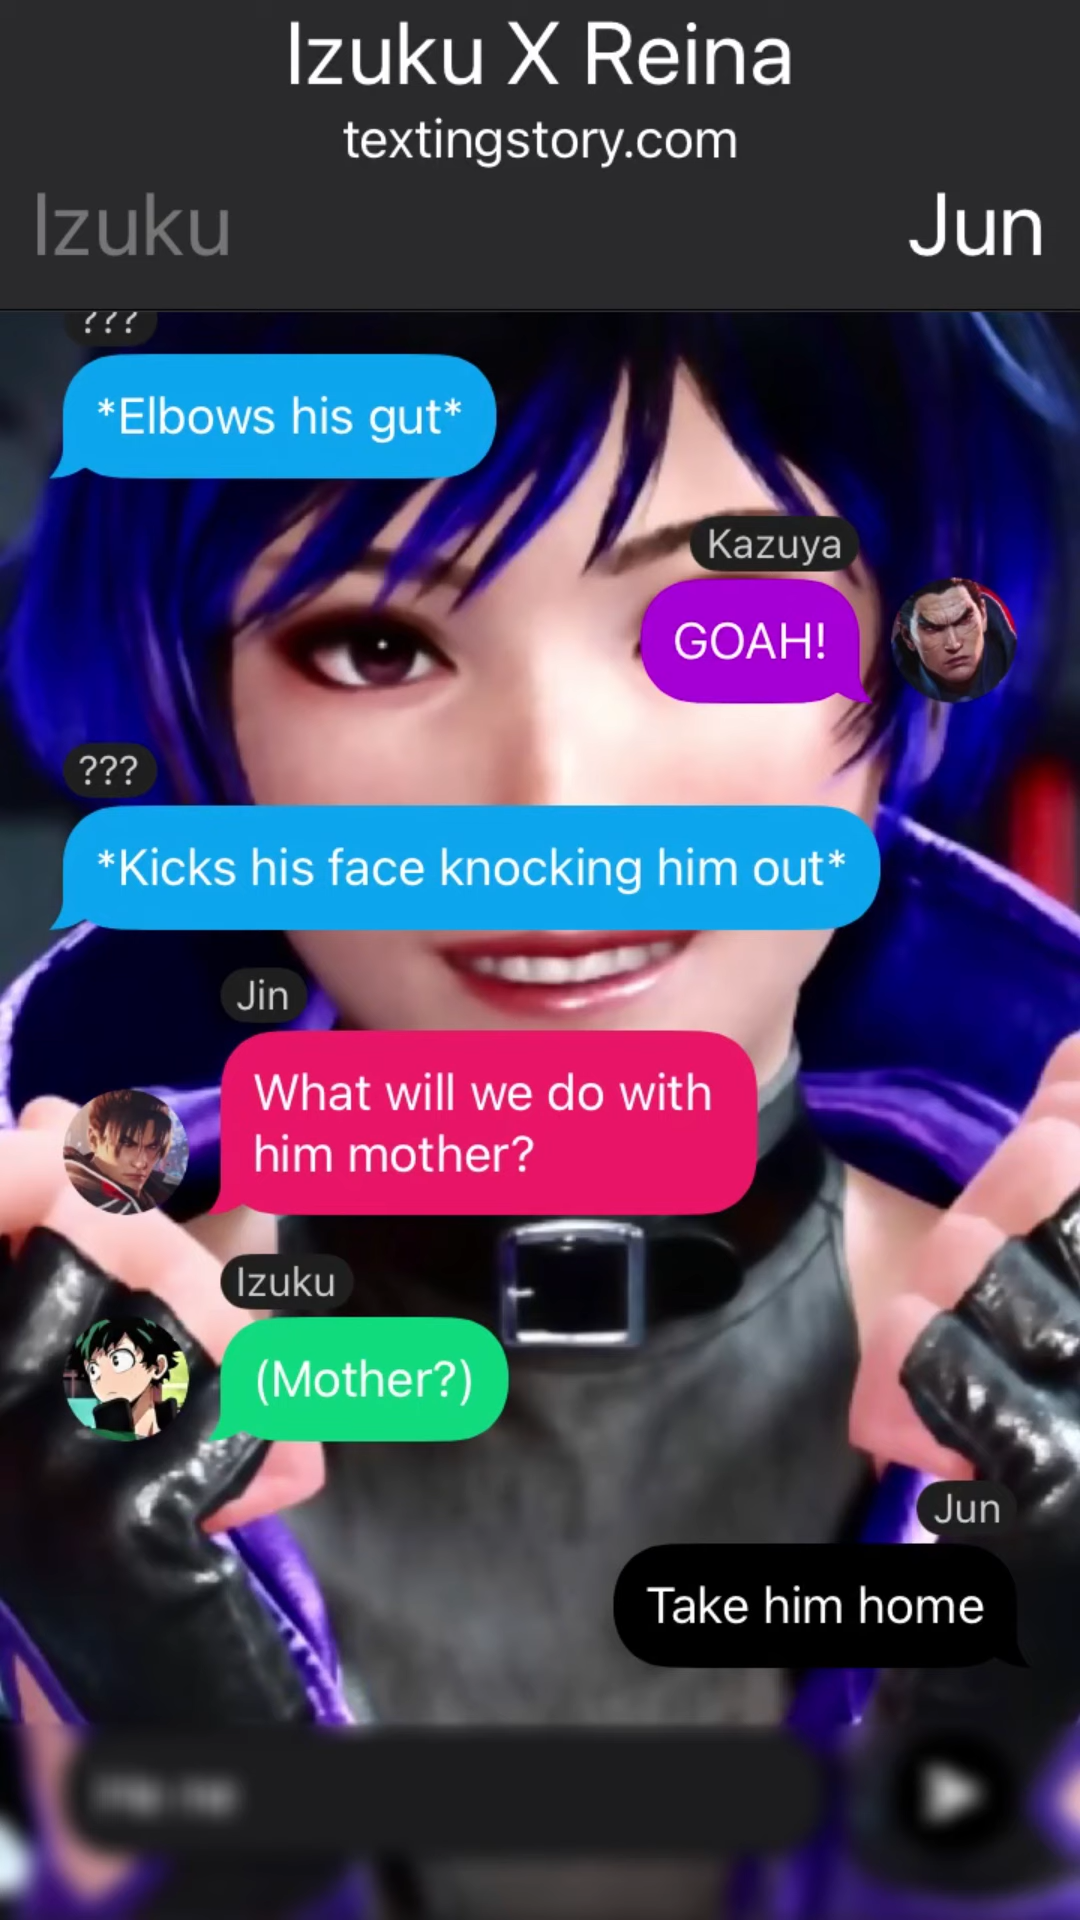 Izuku X Reina
textingstory.com
Izuku
Jun
???
*Elbows his gut*
Kazuya
GOAH!
???
*Kicks his face knocking him out*
Jin
What will we do with
him mother?
Izuku
(Mother?)
Jun
Take him home